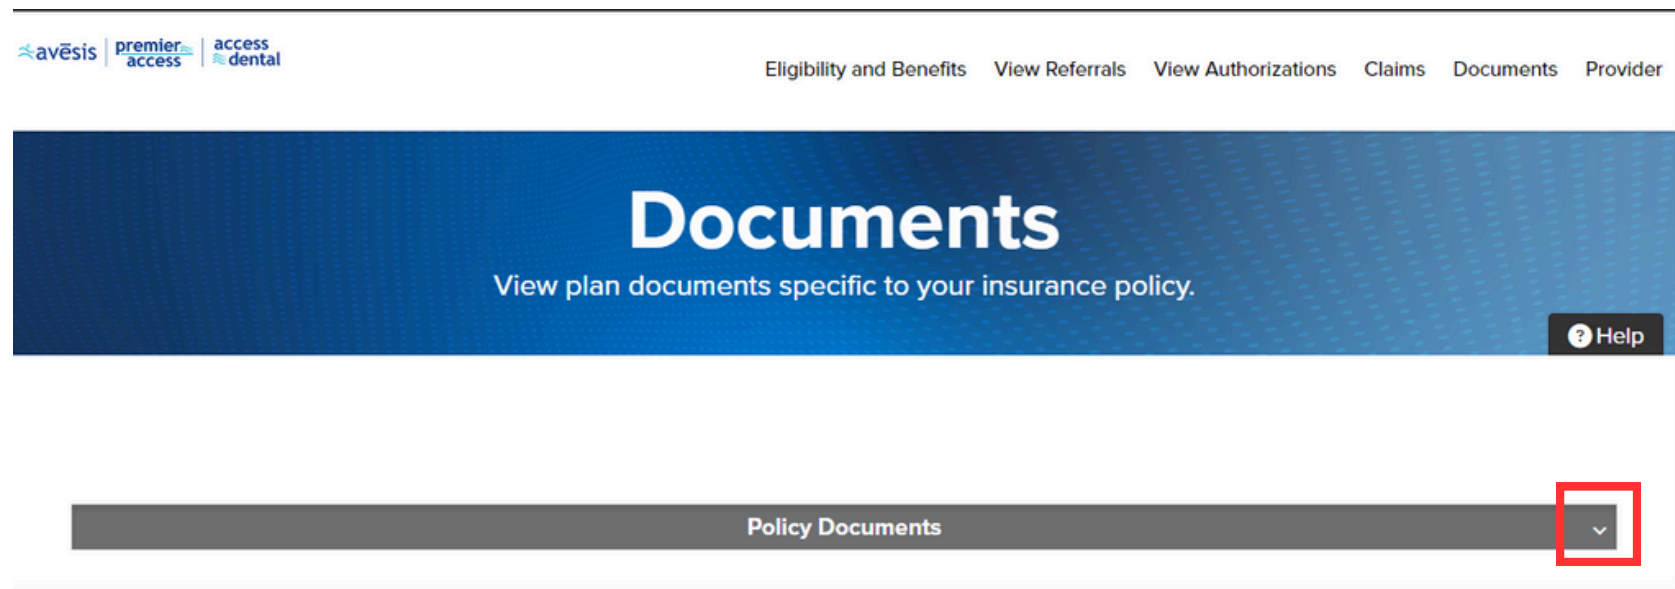 avēsis
premier access
access dental
Eligibility and Benefits View Referrals View Authorizations Claims Documents Provider
Documents
View plan documents specific to your insurance policy.
? Help
Policy Documents